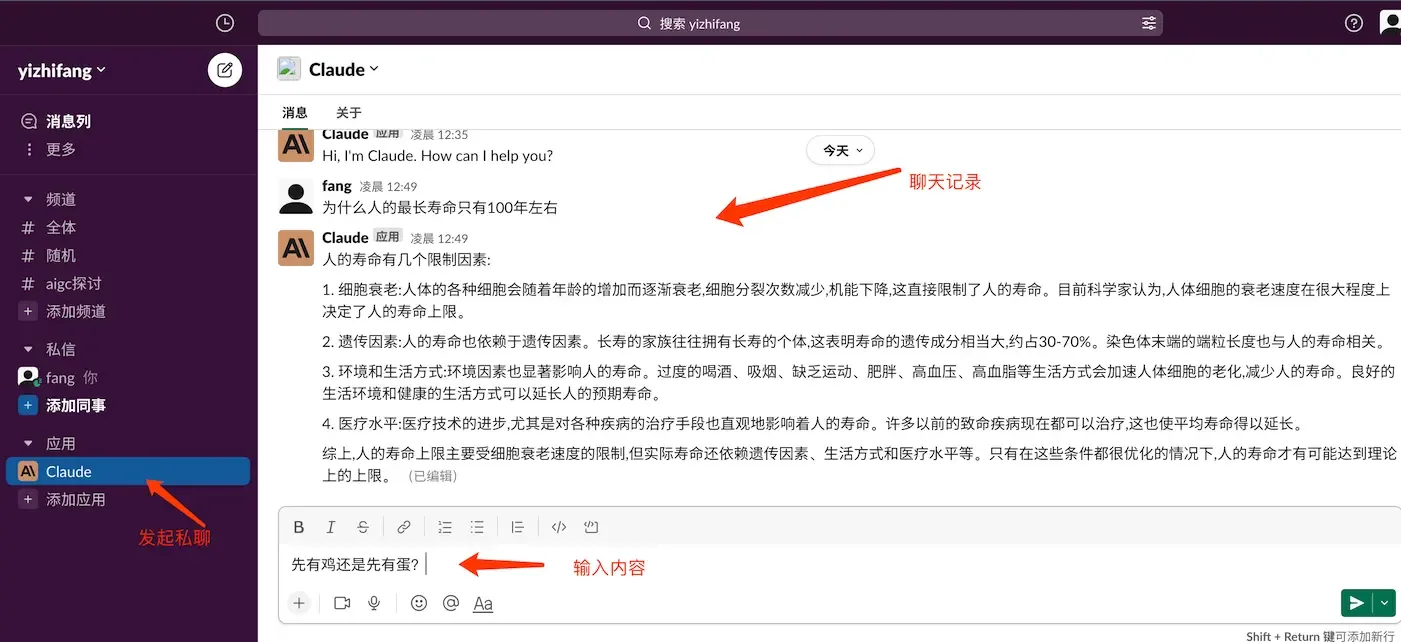 搜索 yizhifang
yizhifang
消息列
更多
频道
# 全体
# 随机
# aigc探讨
+ 添加频道
私信
fang 你
+ 添加同事
应用
Claude
+ 添加应用
发起私聊
Claude
消息 关于
Claude 应用 凌晨 12:35
Hi, I'm Claude. How can I help you?
今天
聊天记录
fang 凌晨 12:49
为什么人的最长寿命只有100年左右
Claude 应用 凌晨 12:49
人的寿命有几个限制因素:
1. 细胞衰老:人体的各种细胞会随着年龄的增加而逐渐衰老,细胞分裂次数减少,机能下降,这直接限制了人的寿命。目前科学家认为,人体细胞的衰老速度在很大程度上
决定了人的寿命上限。
2. 遗传因素:人的寿命也依赖于遗传因素。长寿的家族往往拥有长寿的个体,这表明寿命的遗传成分相当大,约占30-70%。染色体末端的端粒长度也与人的寿命相关。
3. 环境和生活方式:环境因素也显著影响人的寿命。过度的喝酒、吸烟、缺乏运动、肥胖、高血压、高血脂等生活方式会加速人体细胞的老化,减少人的寿命。良好的
生活环境和健康的生活方式可以延长人的预期寿命。
4. 医疗水平:医疗技术的进步,尤其是对各种疾病的治疗手段也直观地影响着人的寿命。许多以前的致命疾病现在都可以治疗,这也使平均寿命得以延长。
综上,人的寿命上限主要受细胞衰老速度的限制,但实际寿命还依赖遗传因素、生活方式和医疗水平等。只有在这些条件都很优化的情况下,人的寿命才有可能达到理论
上的上限。 (已编辑)
B I S
先有鸡还是先有蛋?
输入内容
@ Aa
Shift + Return 键可添加新行